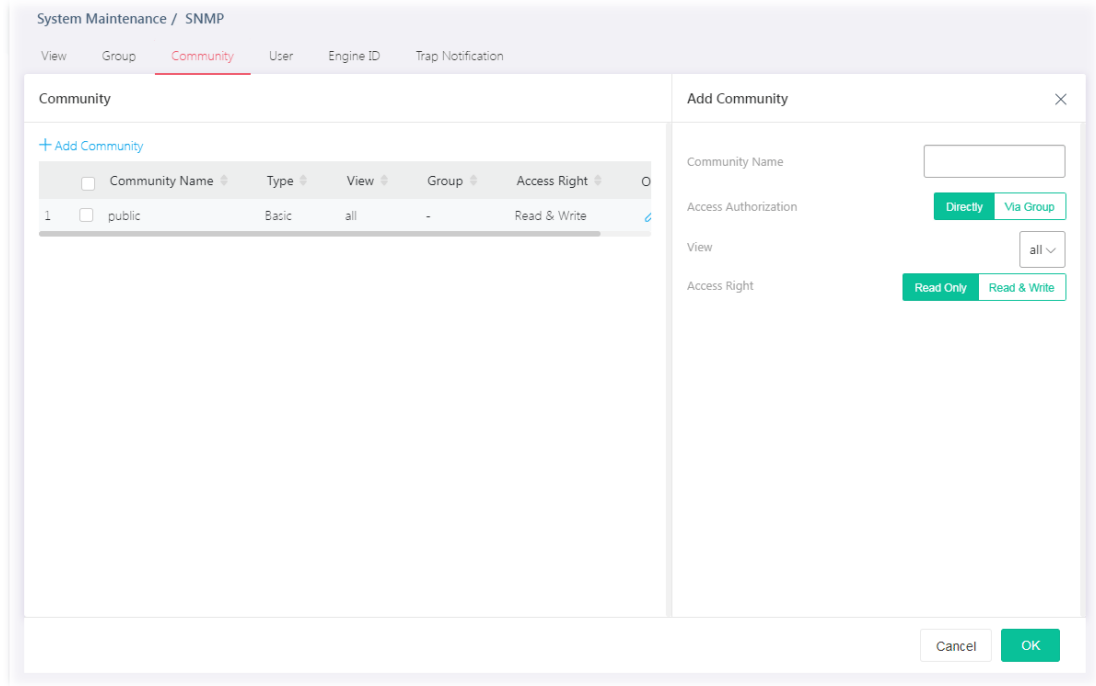 System Maintenance / SNMP
View Group Community User Engine ID Trap Notification
Community
+ Add Community
Community Name Type View Group Access Right O
1 public Basic all - Read & Write
Add Community
Community Name
Access Authorization Directly Via Group
View all
Access Right Read Only Read & Write
Cancel OK